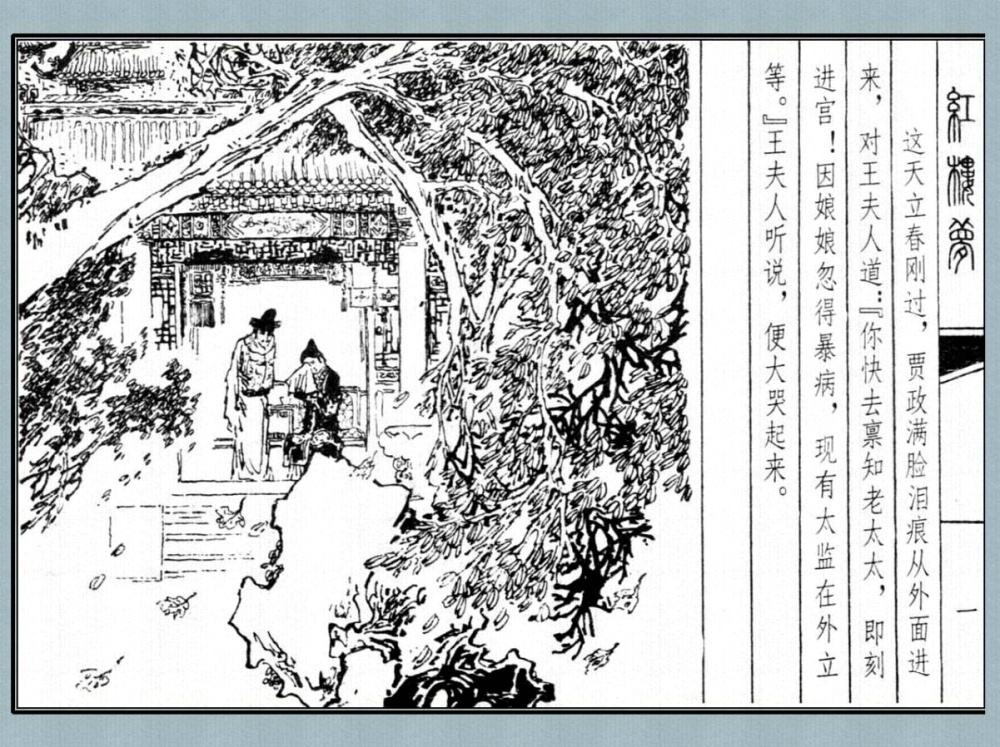 紅樓夢
一
这天立春刚过，贾政满脸泪痕从外面进
来，对王夫人道：『你快去禀知老太太，即刻
进宫！因娘娘忽得暴病，现有太监在外立
等。』王夫人听说，便大哭起来。